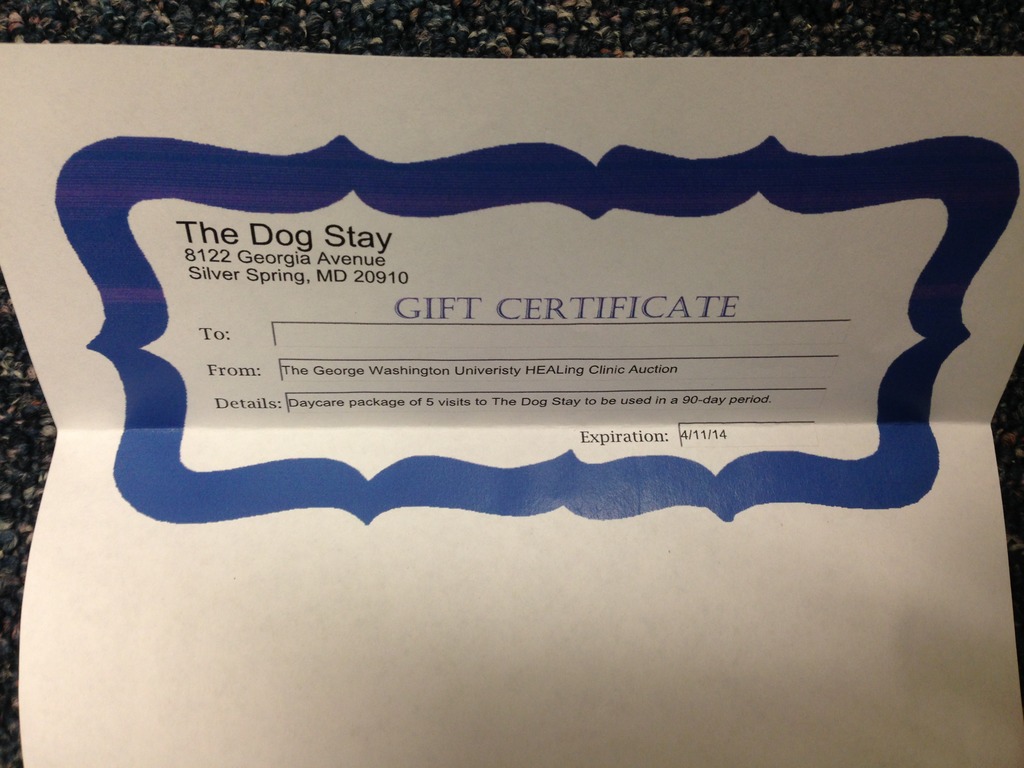 The Dog Stay
8122 Georgia Avenue
Silver Spring, MD 20910
GIFT CERTIFICATE
To:
From: The George Washington Univeristy HEALing Clinic Auction
Details: Daycare package of 5 visits to The Dog Stay to be used in a 90-day period.
Expiration: 4/11/14